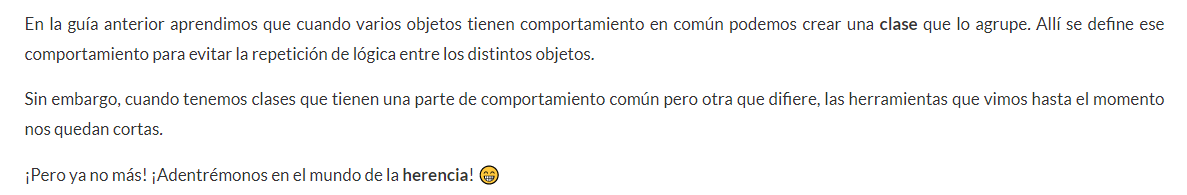 En la guía anterior aprendimos que cuando varios objetos tienen comportamiento en común podemos crear una clase que lo agrupe. Allí se define ese
comportamiento para evitar la repetición de lógica entre los distintos objetos.
Sin embargo, cuando tenemos clases que tienen una parte de comportamiento común pero otra que difiere, las herramientas que vimos hasta el momento
nos quedan cortas.
¡Pero ya no más! ¡Adentrémonos en el mundo de la herencia! 😁